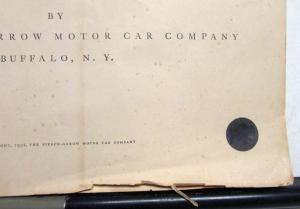 BY
RROW MOTOR CAR COMPANY
BUFFALO, N. Y.
THE PIERCE-ARROW MOTOR CAR COMPANY